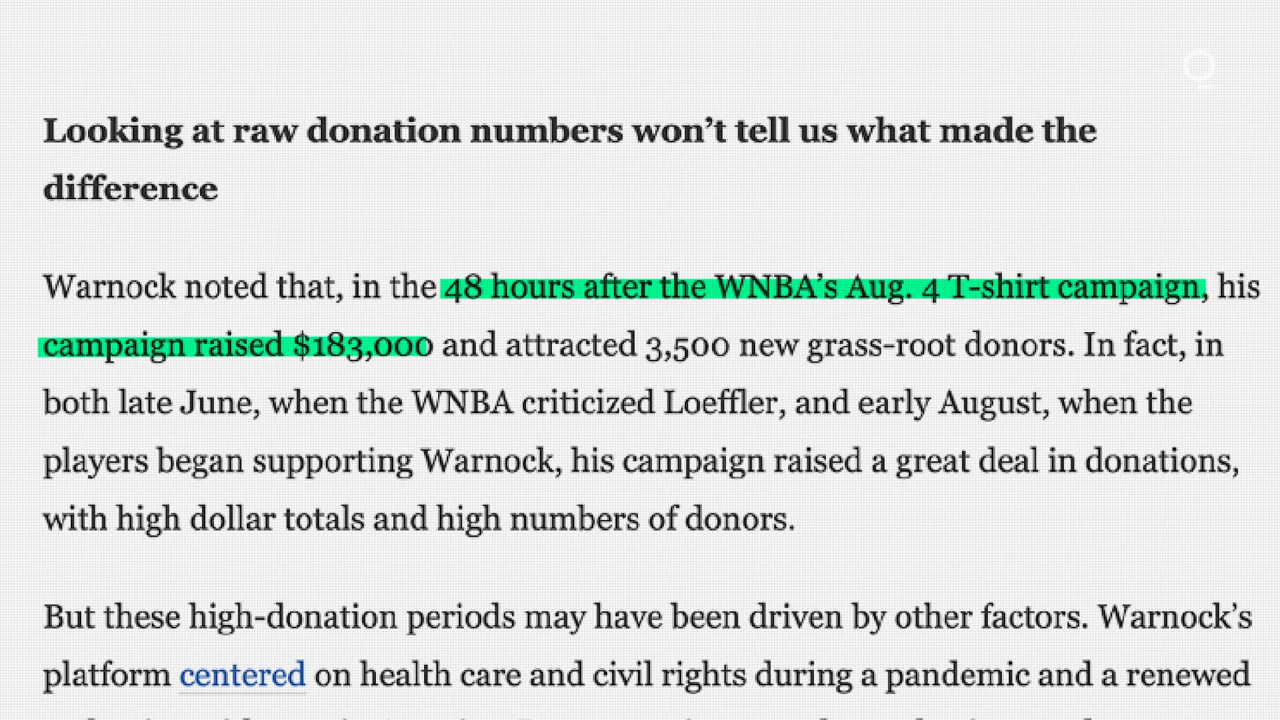 Looking at raw donation numbers won’t tell us what made the
difference
Warnock noted that, in the 48 hours after the WNBA’s Aug. 4 T-shirt campaign, his
campaign raised $183,000 and attracted 3,500 new grass-root donors. In fact, in
both late June, when the WNBA criticized Loeffler, and early August, when the
players began supporting Warnock, his campaign raised a great deal in donations,
with high dollar totals and high numbers of donors.
But these high-donation periods may have been driven by other factors. Warnock’s
platform centered on health care and civil rights during a pandemic and a renewed